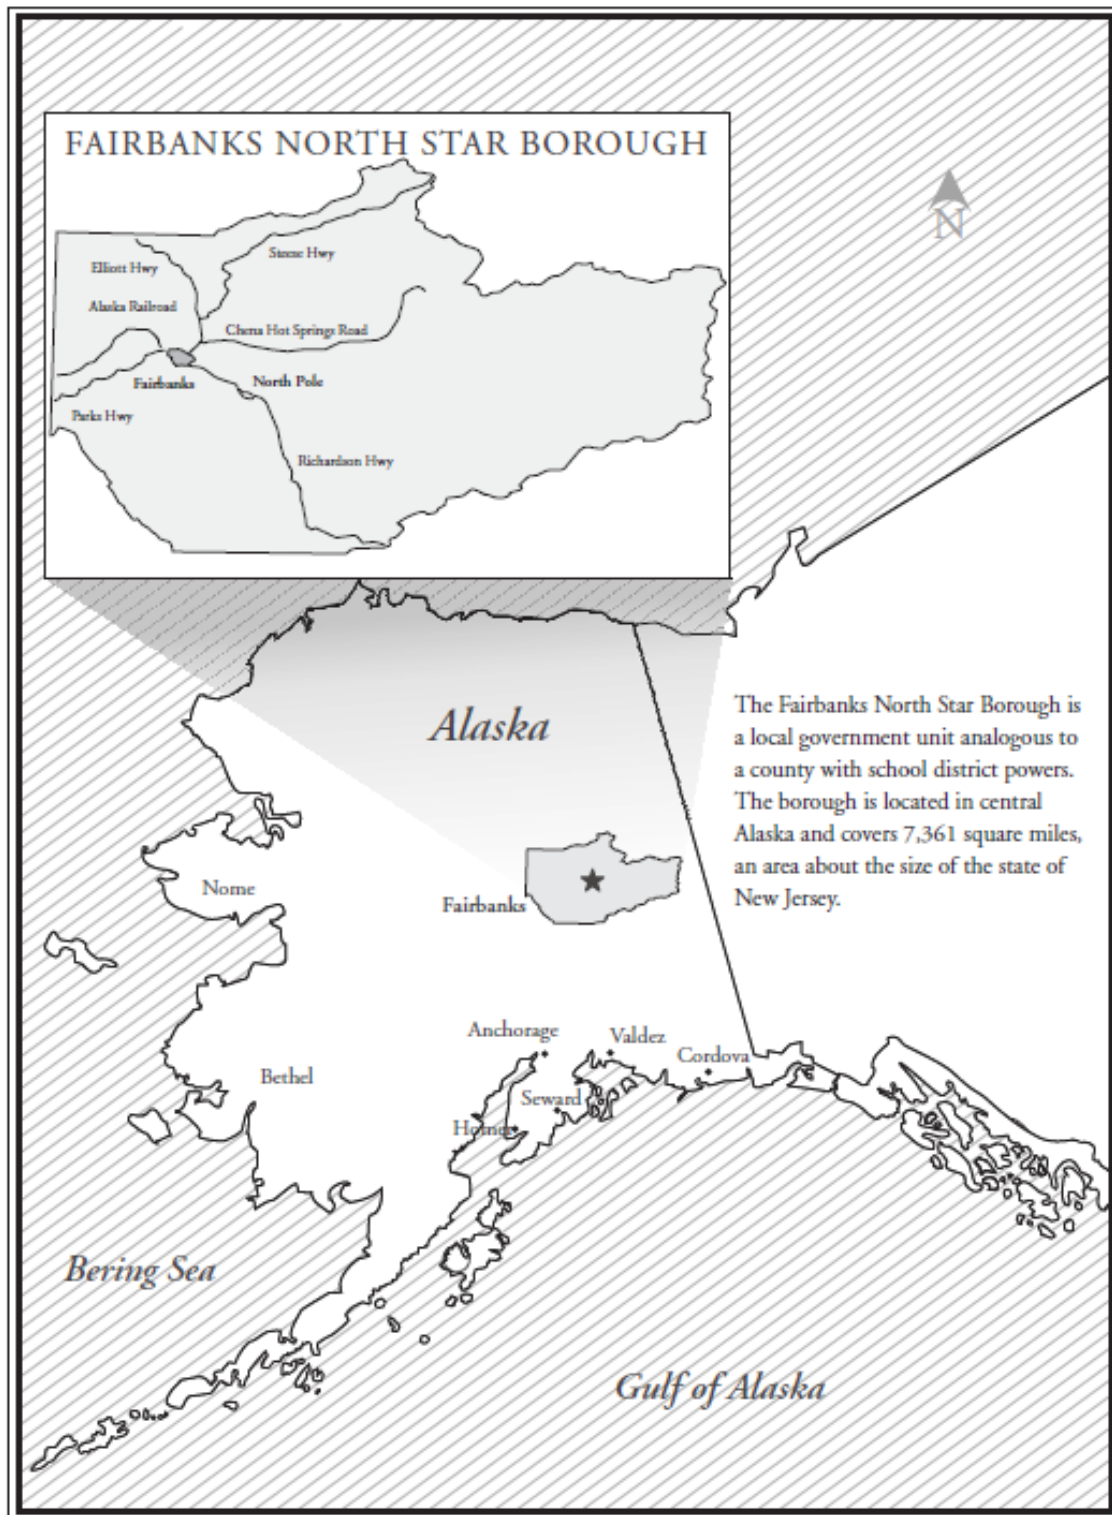 FAIRBANKS NORTH STAR BOROUGH
N
Steese Hwy
Elliott Hwy
Alaska Railroad
Chena Hot Springs Road
Fairbanks
North Pole
Parks Hwy
Richardson Hwy
Alaska
The Fairbanks North Star Borough is
a local government unit analogous to
a county with school district powers.
The borough is located in central
Alaska and covers 7,361 square miles,
an area about the size of the state of
New Jersey.
Nome
Fairbanks
Anchorage
Valdez
Cordova
Bethel
Seward
Homer
Bering Sea
Gulf of Alaska